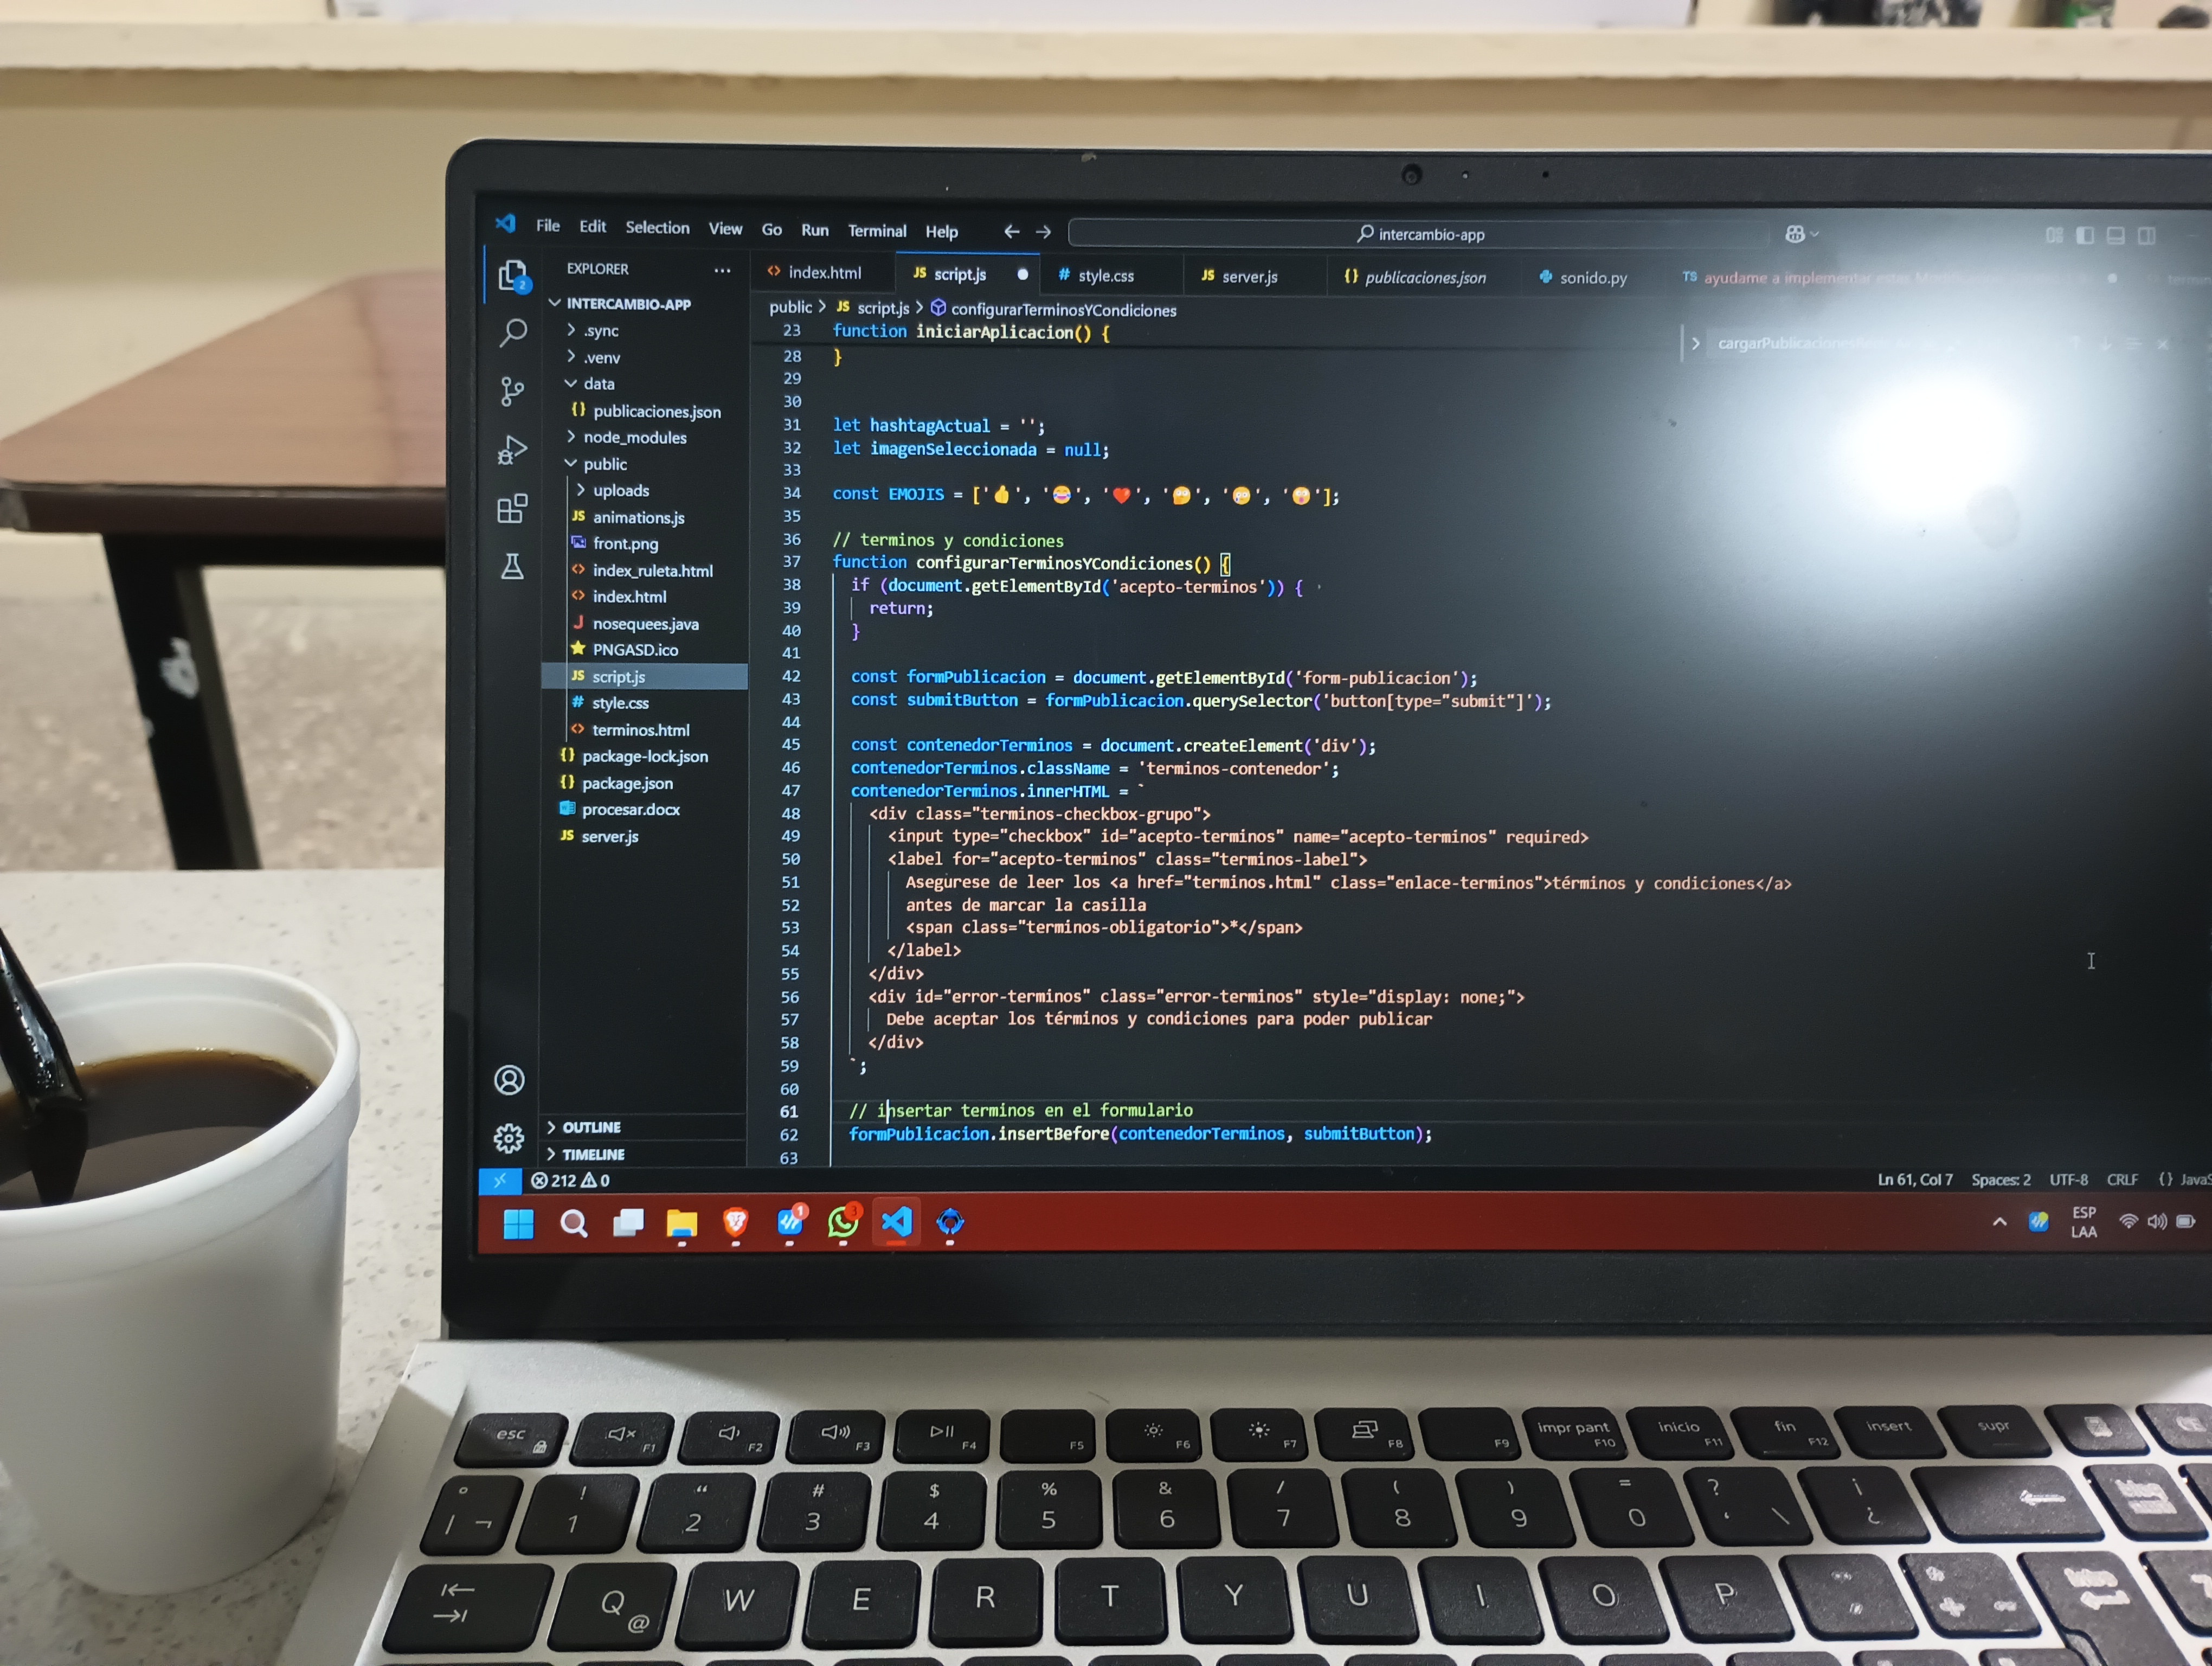 File Edit Selection View Go Run Terminal Help
intercambio-app
EXPLORER
2
INTERCAMBIO-APP
.sync
.venv
data
publicaciones.json
node_modules
public
uploads
JS animations.js
front.png
index_ruleta.html
index.html
J nosequees.java
PNGASD.ico
JS script.js
# style.css
terminos.html
{} package-lock.json
{} package.json
procesar.docx
JS server.js
OUTLINE
TIMELINE
<> index.html JS script.js # style.css JS server.js {} publicaciones.json sonido.py TS ayudame a implementar
public > JS script.js > configurarTerminosYCondiciones
23 function iniciarAplicacion() {
28 }
29
30
31 let hashtagActual = '';
32 let imagenSeleccionada = null;
33
34 const EMOJIS = ['👍', '😂', '❤️', '', '', ''];
35
36 // terminos y condiciones
37 function configurarTerminosYCondiciones() {
38 if (document.getElementById('acepto-terminos')) {
39 return;
40 }
41
42 const formPublicacion = document.getElementById('form-publicacion');
43 const submitButton = formPublicacion.querySelector('button[type="submit"]');
44
45 const contenedorTerminos = document.createElement('div');
46 contenedorTerminos.className = 'terminos-contenedor';
47 contenedorTerminos.innerHTML = `
48 <div class="terminos-checkbox-grupo">
49 <input type="checkbox" id="acepto-terminos" name="acepto-terminos" required>
50 <label for="acepto-terminos" class="terminos-label">
51 Asegúrese de leer los <a href="terminos.html" class="enlace-terminos">términos y condiciones</a>
52 antes de marcar la casilla
53 <span class="terminos-obligatorio">*</span>
54 </label>
55 </div>
56 <div id="error-terminos" class="error-terminos" style="display: none;">
57 Debe aceptar los términos y condiciones para poder publicar
58 </div>
59 `;
60
61 // insertar terminos en el formulario
62 formPublicacion.insertBefore(contenedorTerminos, submitButton);
63
212 0
Ln 61, Col 7 Spaces: 2 UTF-8 CRLF {}
1 3
ESP
LAA
esc F1 F2 F3 F4 F5 F6 F7 F8 F9 impr pant F10 inicio F11 fin F12 insert supr
° | ¬ ! 1 “ 2 # 3 $ 4 % 5 & 6 / 7 ( 8 ) 9 = 0 ? ' \ ¡ ¿
Q @ W E R T Y U I O P